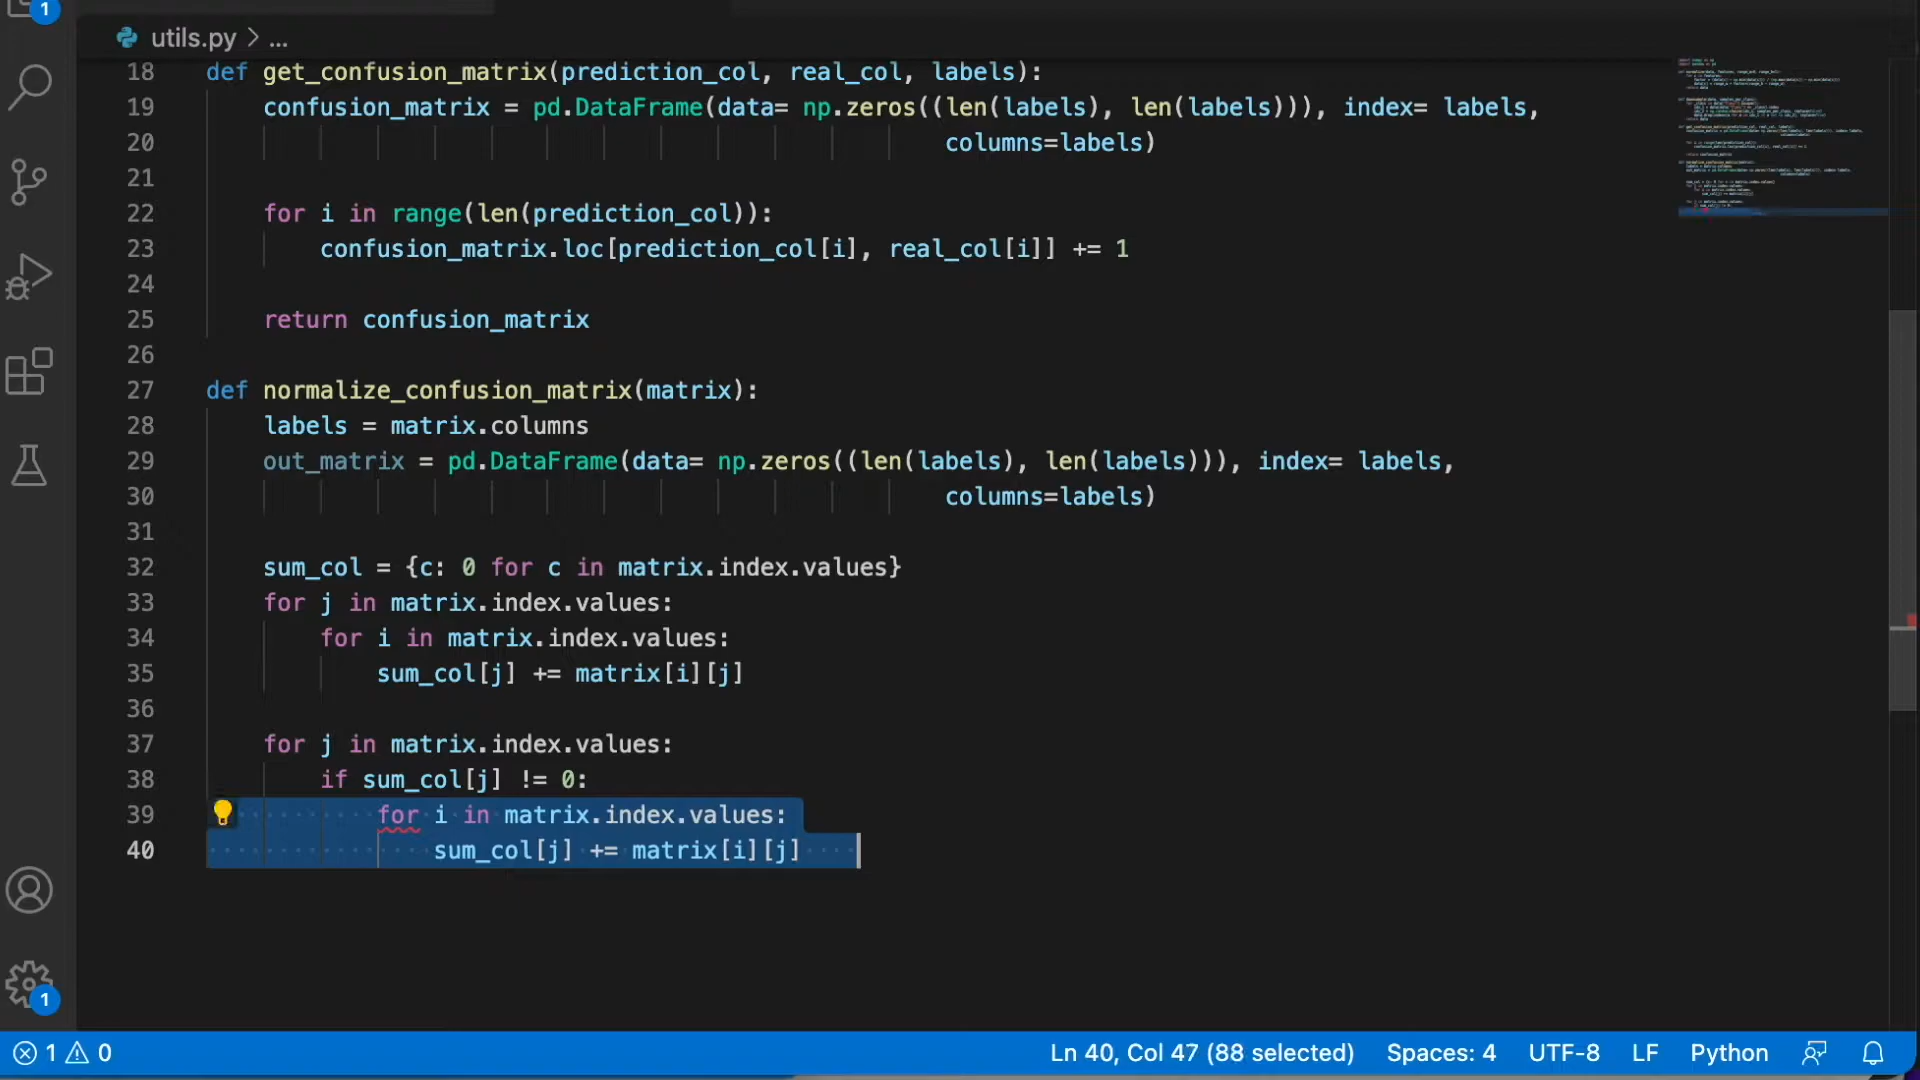 1
utils.py > ...
18 def get_confusion_matrix(prediction_col, real_col, labels):
19 confusion_matrix = pd.DataFrame(data= np.zeros((len(labels), len(labels))), index= labels,
20 columns=labels)
21
22 for i in range(len(prediction_col)):
23 confusion_matrix.loc[prediction_col[i], real_col[i]] += 1
24
25 return confusion_matrix
26
27 def normalize_confusion_matrix(matrix):
28 labels = matrix.columns
29 out_matrix = pd.DataFrame(data= np.zeros((len(labels), len(labels))), index= labels,
30 columns=labels)
31
32 sum_col = {c: 0 for c in matrix.index.values}
33 for j in matrix.index.values:
34 for i in matrix.index.values:
35 sum_col[j] += matrix[i][j]
36
37 for j in matrix.index.values:
38 if sum_col[j] != 0:
39 for i in matrix.index.values:
40 sum_col[j] += matrix[i][j]
1
1 0 Ln 40, Col 47 (88 selected) Spaces: 4 UTF-8 LF Python